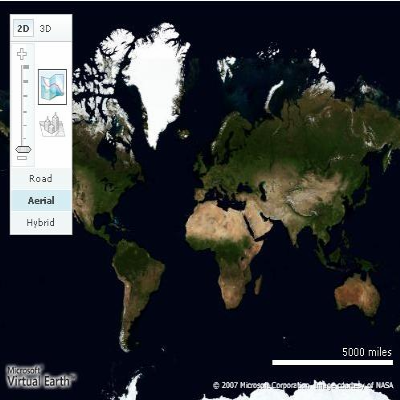 2D 3D
Road
Aerial
Hybrid
5000 miles
Microsoft
Virtual Earth™
© 2007 Microsoft Corporation, Image courtesy of NASA